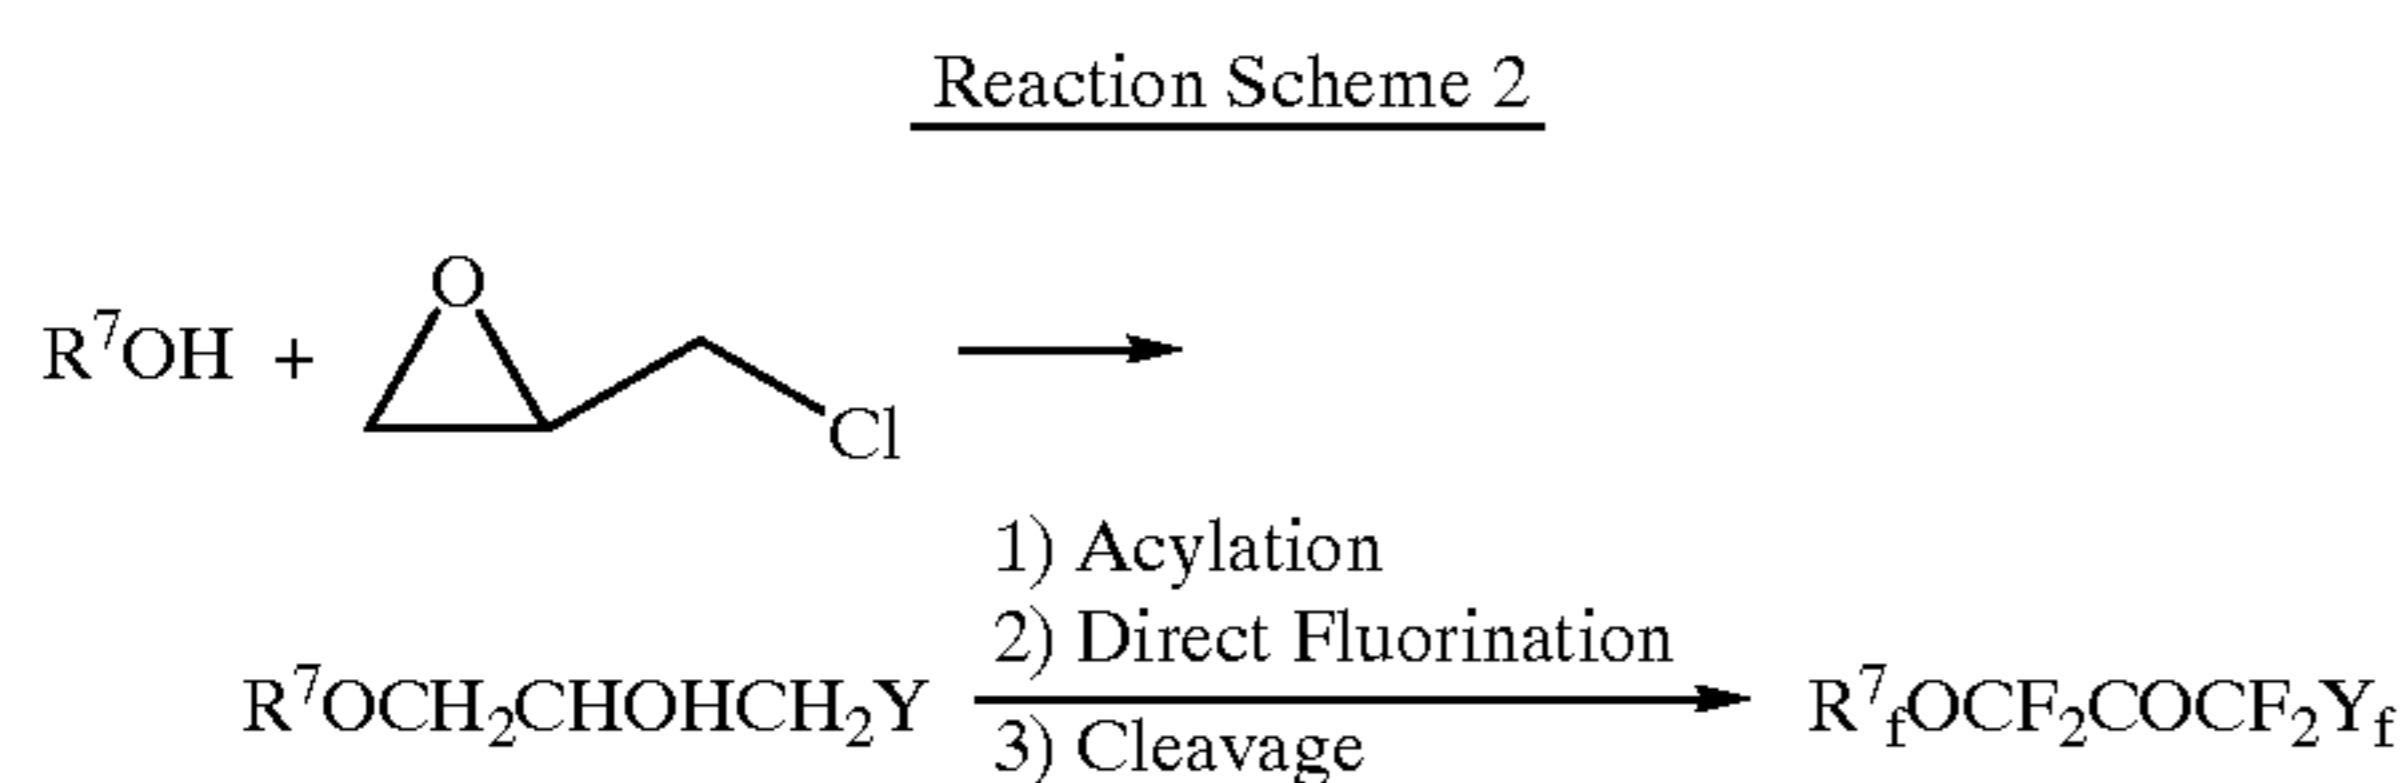 Reaction Scheme 2
O
R⁷OH +
Cl
1) Acylation
2) Direct Fluorination
R⁷OCH₂CHOHCH₂Y R⁷fOCF₂COCF₂Yf
3) Cleavage